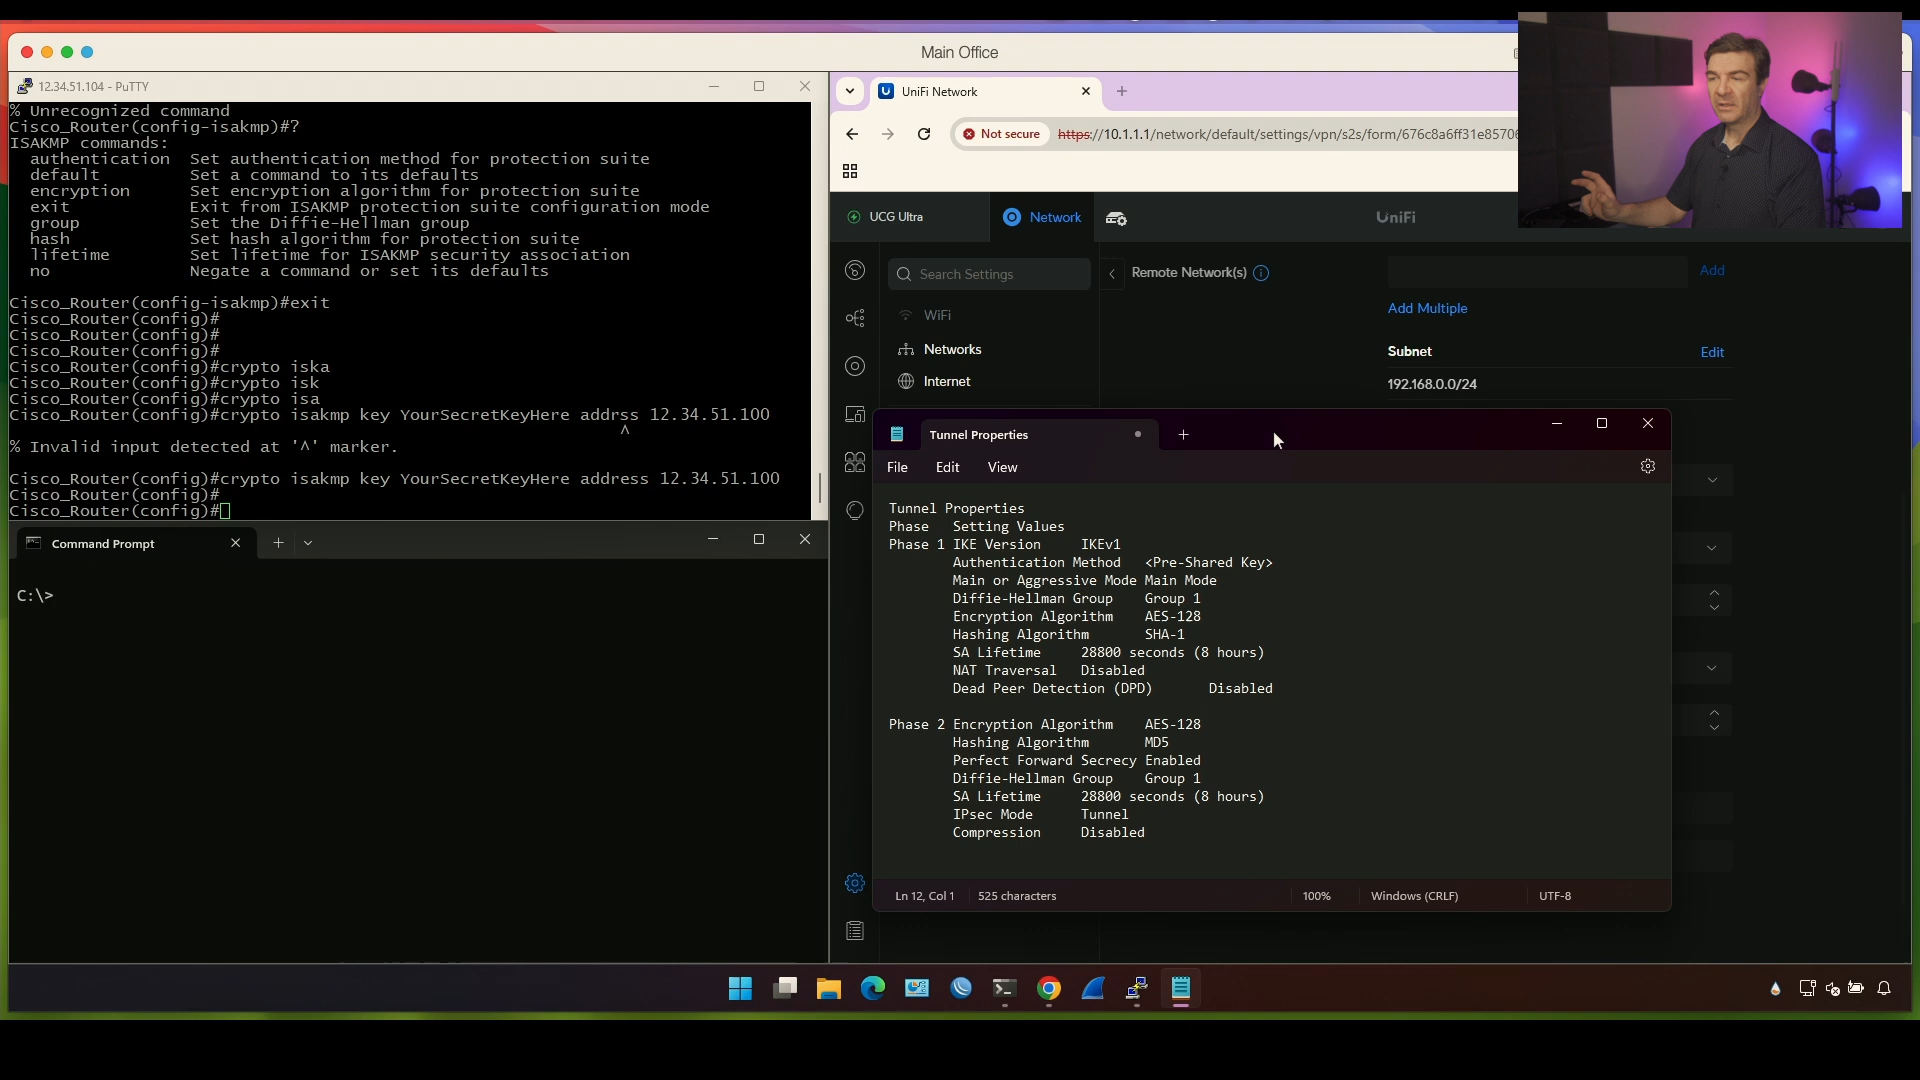 Main Office
12.34.51.104 - PuTTY
% Unrecognized command
Cisco_Router(config-isakmp)#?
ISAKMP commands:
authentication Set authentication method for protection suite
default Set a command to its defaults
encryption Set encryption algorithm for protection suite
exit Exit from ISAKMP protection suite configuration mode
group Set the Diffie-Hellman group
hash Set hash algorithm for protection suite
lifetime Set lifetime for ISAKMP security association
no Negate a command or set its defaults
Cisco_Router(config-isakmp)#exit
Cisco_Router(config)#
Cisco_Router(config)#
Cisco_Router(config)#
Cisco_Router(config)#crypto iska
Cisco_Router(config)#crypto isk
Cisco_Router(config)#crypto isa
Cisco_Router(config)#crypto isakmp key YourSecretKeyHere addrss 12.34.51.100
^
% Invalid input detected at '^' marker.
Cisco_Router(config)#crypto isakmp key YourSecretKeyHere address 12.34.51.100
Cisco_Router(config)#
Cisco_Router(config)#
Command Prompt
C:\>
UniFi Network
Not secure https://10.1.1.1/network/default/settings/vpn/s2s/form/676c8a6ff31e85706
UCG Ultra
Network
UniFi
Search Settings
WiFi
Networks
Internet
Remote Network(s)
Add
Add Multiple
Subnet Edit
192.168.0.0/24
Tunnel Properties
File Edit View
Tunnel Properties
Phase Setting Values
Phase 1 IKE Version IKEv1
Authentication Method <Pre-Shared Key>
Main or Aggressive Mode Main Mode
Diffie-Hellman Group Group 1
Encryption Algorithm AES-128
Hashing Algorithm SHA-1
SA Lifetime 28800 seconds (8 hours)
NAT Traversal Disabled
Dead Peer Detection (DPD) Disabled
Phase 2 Encryption Algorithm AES-128
Hashing Algorithm MD5
Perfect Forward Secrecy Enabled
Diffie-Hellman Group Group 1
SA Lifetime 28800 seconds (8 hours)
IPsec Mode Tunnel
Compression Disabled
Ln 12, Col 1 525 characters 100% Windows (CRLF) UTF-8